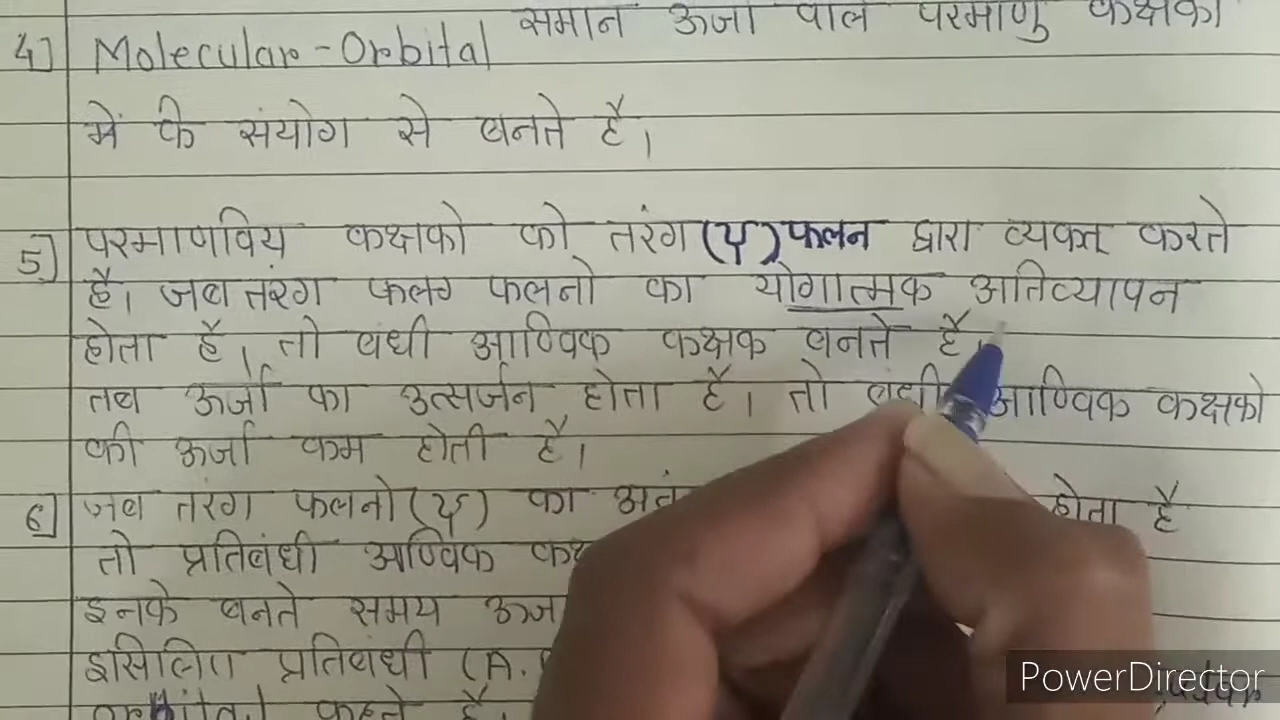 4] Molecular-Orbital समान ऊर्जा वाले परमाणु कक्षको
में के संयोग से बनते है।
5] परमाणविय कक्षको को तरंग (ψ) फलन द्वारा व्यक्त करते
है। जब तरंग फलन फलनो का योगात्मक अतिव्यापन
होता है, तो बंधी आण्विक कक्षक बनते है।
तब ऊर्जा का उत्सर्जन होता है। तो बंधी आण्विक कक्षको
की ऊर्जा कम होती है।
6] जब तरंग फलनो (ψ) का होता है
तो प्रतिबंधी आण्विक
इनके बनते समय
इसिलिए प्रतिबंधी (A.
orbital कहते है।
PowerDirector